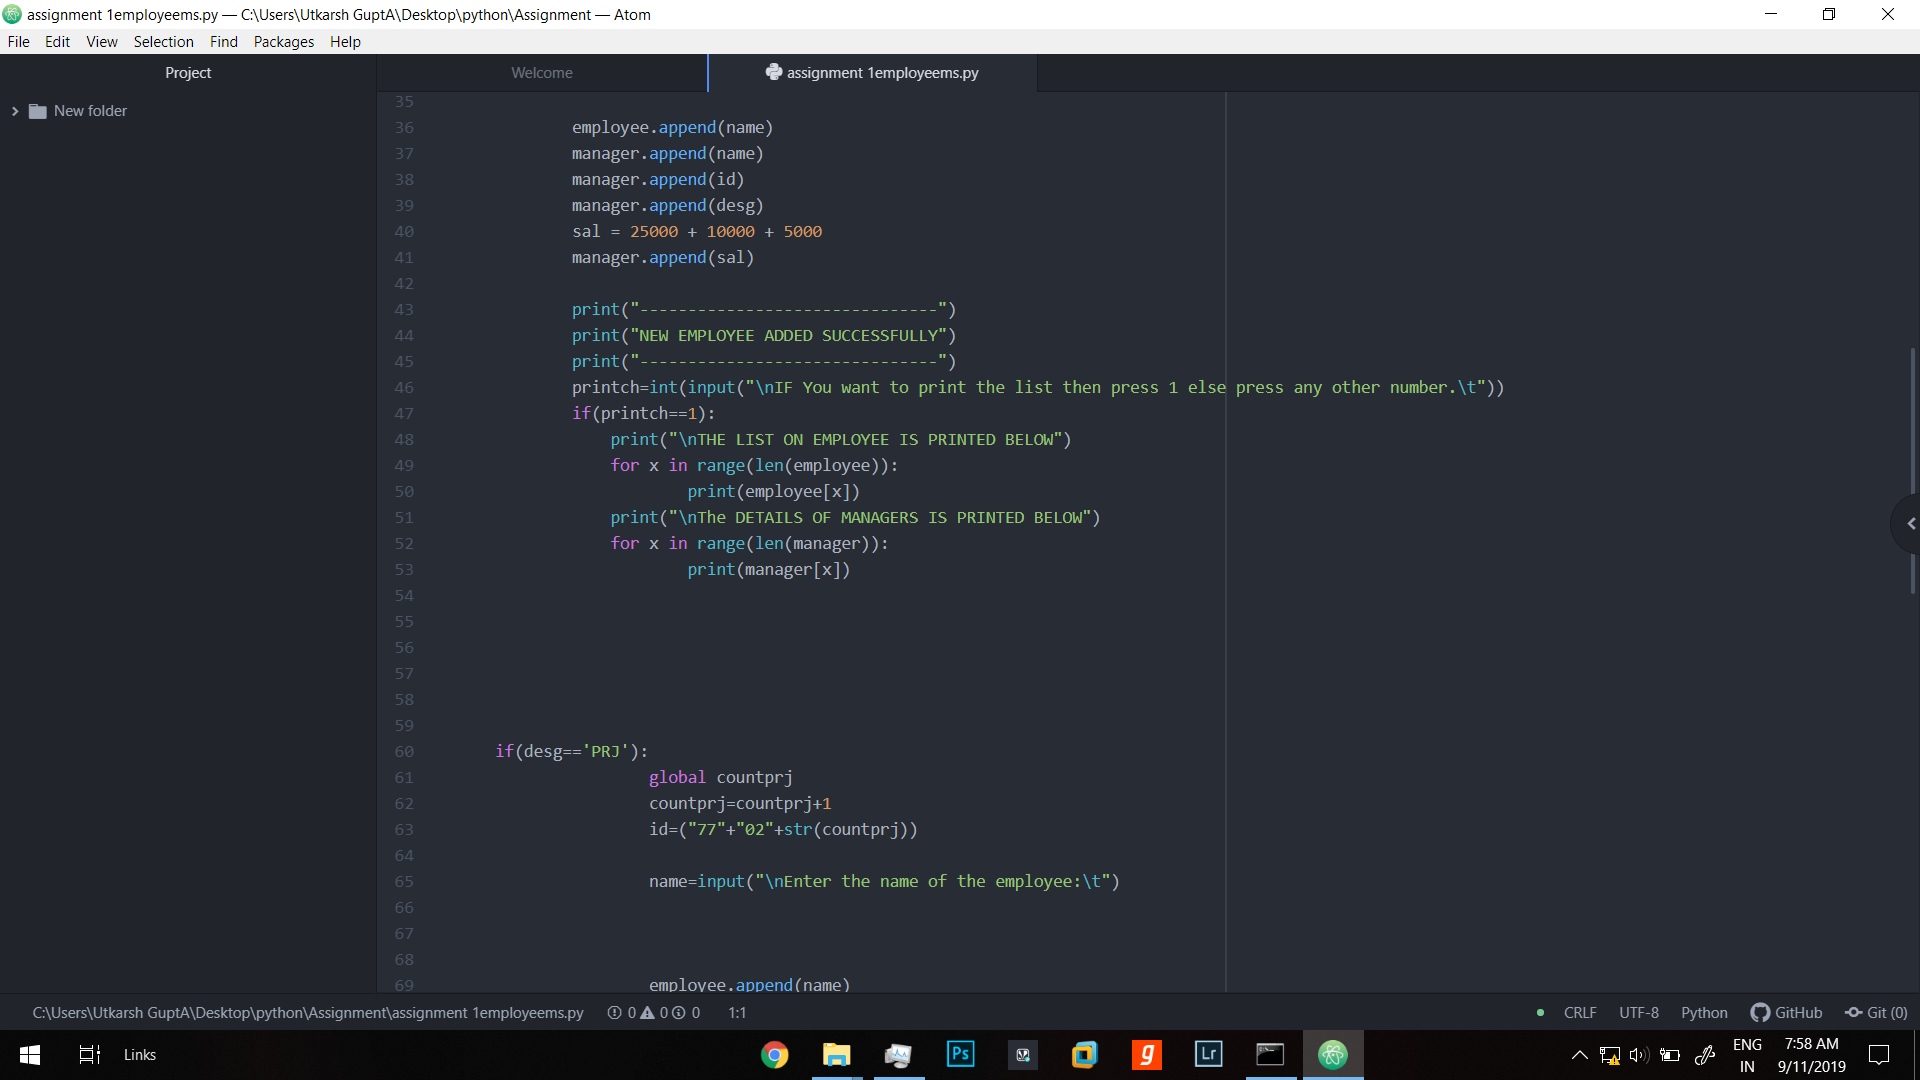 assignment 1employeems.py — C:\Users\Utkarsh GuptA\Desktop\python\Assignment — Atom
File Edit View Selection Find Packages Help
Project
Welcome
assignment 1employeems.py
New folder
35
36 employee.append(name)
37 manager.append(name)
38 manager.append(id)
39 manager.append(desg)
40 sal = 25000 + 10000 + 5000
41 manager.append(sal)
42
43 print("-------------------------------")
44 print("NEW EMPLOYEE ADDED SUCCESSFULLY")
45 print("-------------------------------")
46 printch=int(input("\nIF You want to print the list then press 1 else press any other number.\t"))
47 if(printch==1):
48 print("\nTHE LIST ON EMPLOYEE IS PRINTED BELOW")
49 for x in range(len(employee)):
50 print(employee[x])
51 print("\nThe DETAILS OF MANAGERS IS PRINTED BELOW")
52 for x in range(len(manager)):
53 print(manager[x])
54
55
56
57
58
59
60 if(desg=='PRJ'):
61 global countprj
62 countprj=countprj+1
63 id=("77"+"02"+str(countprj))
64
65 name=input("\nEnter the name of the employee:\t")
66
67
68
69 employee.append(name)
C:\Users\Utkarsh GuptA\Desktop\python\Assignment\assignment 1employeems.py 0 0 0 1:1 CRLF UTF-8 Python GitHub Git (0)
Links
Ps
g
Lr
ENG
IN
7:58 AM
9/11/2019